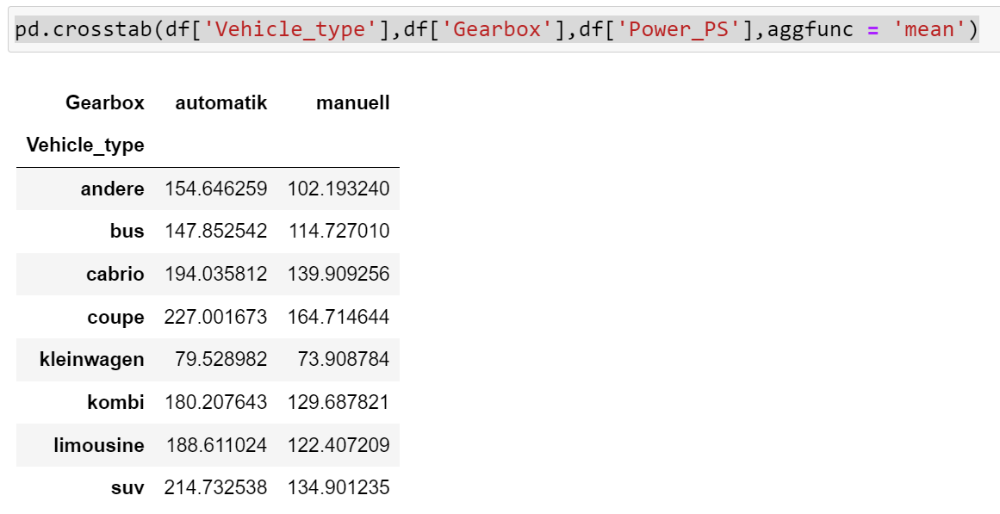 pd.crosstab(df['Vehicle_type'],df['Gearbox'],df['Power_PS'],aggfunc = 'mean')
Gearbox automatik manuell
Vehicle_type
andere 154.646259 102.193240
bus 147.852542 114.727010
cabrio 194.035812 139.909256
coupe 227.001673 164.714644
kleinwagen 79.528982 73.908784
kombi 180.207643 129.687821
limousine 188.611024 122.407209
suv 214.732538 134.901235